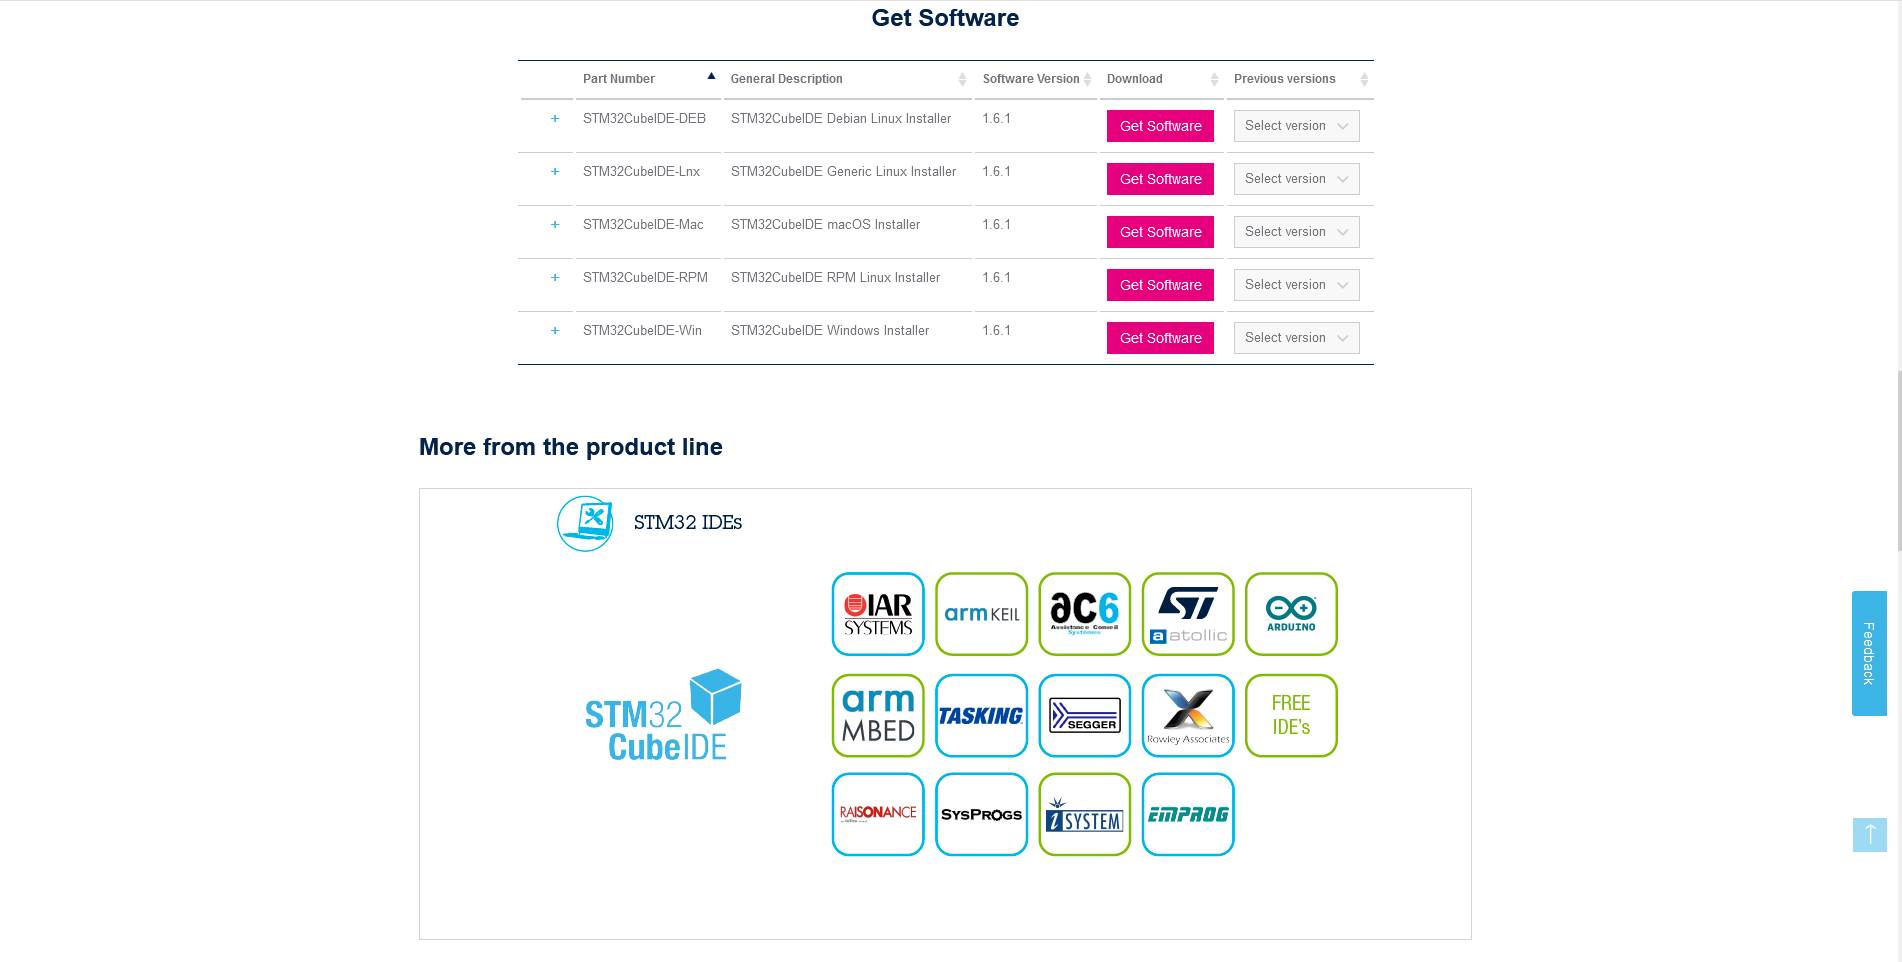 Get Software
Part Number General Description Software Version Download Previous versions
+ STM32CubeIDE-DEB STM32CubeIDE Debian Linux Installer 1.6.1 Get Software Select version
+ STM32CubeIDE-Lnx STM32CubeIDE Generic Linux Installer 1.6.1 Get Software Select version
+ STM32CubeIDE-Mac STM32CubeIDE macOS Installer 1.6.1 Get Software Select version
+ STM32CubeIDE-RPM STM32CubeIDE RPM Linux Installer 1.6.1 Get Software Select version
+ STM32CubeIDE-Win STM32CubeIDE Windows Installer 1.6.1 Get Software Select version
More from the product line
STM32 IDEs
IAR
SYSTEMS
arm KEIL
ac6
Assistance Conseil
Systèmes
ST
a atollic
ARDUINO
STM32
CubeIDE
arm
MBED
TASKING
SEGGER
Rowley Associates
FREE
IDE's
RAISONANCE
SYSPROGS
iSYSTEM
EMPROG
Feedback